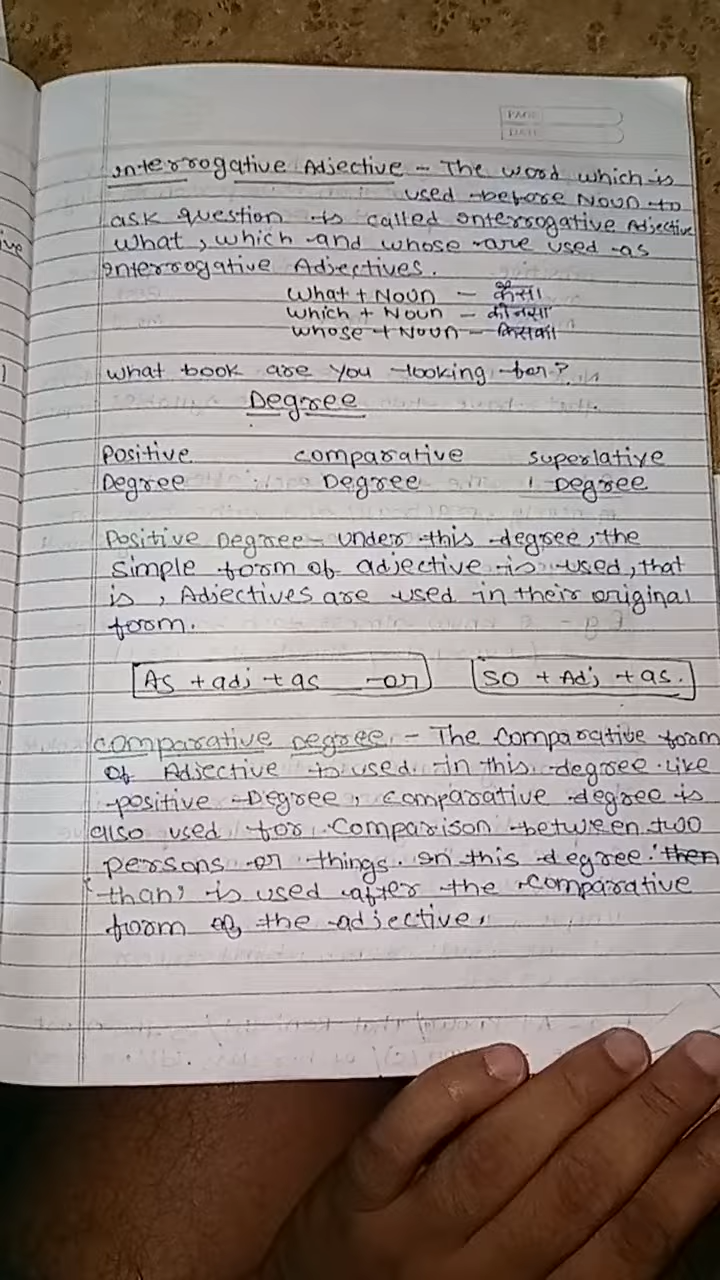 PAGE
DATE
Interrogative Adjective - The word which is
used before Noun to
ask question is called Interrogative Adjective
What, which and whose are used as
Interrogative Adjectives.
What + Noun - कैसा
which + Noun - कौनसा
whose + Noun - किसका
What book are you looking for?
Degree
Positive comparative superlative
Degree Degree Degree
Positive Degree - Under this degree, the
simple form of adjective is used, that
is, Adjectives are used in their original
form.
As + adj + as or so + Adj + as.
Comparative Degree - The Comparative form
of Adjective is used in this degree. Like
positive Degree, comparative degree is
also used for comparison between two
persons or things. In this degree. then
'than' is used after the comparative
form of the adjective.
ive